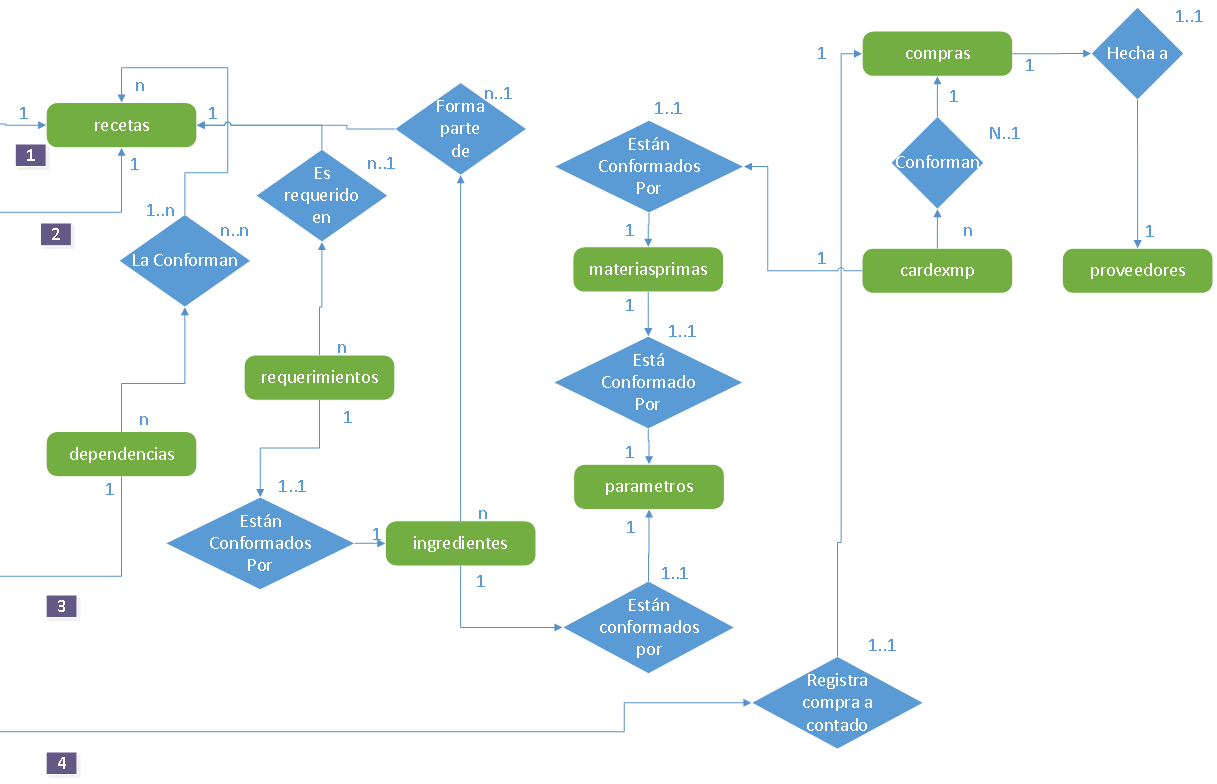 1..1
compras
1
1
Hecha a
n
1
recetas
1
1
1
2
Forma
parte
de
n..1
1..1
Están
Conformados
Por
1
N..1
Conforman
Es
requerido
en
n..1
1..n
n..n
La Conforman
1
materiasprimas
1
1
n
cardexmp
1
proveedores
1..1
Está
Conformado
Por
n
requerimientos
1
n
dependencias
1
1
parametros
1
1..1
Están
Conformados
Por
1
n
ingredientes
1
1..1
Están
conformados
por
3
1..1
Registra
compra a
contado
4